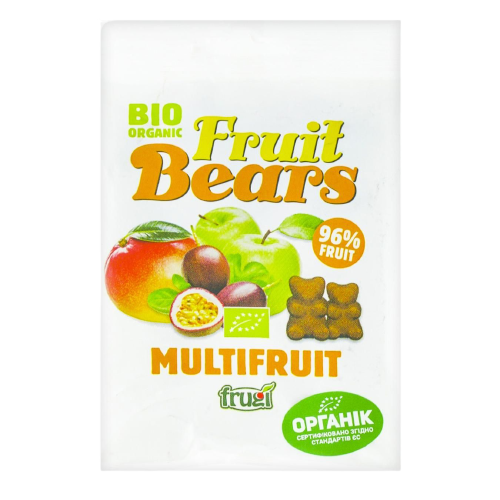 BIO
ORGANIC
Fruit
Bears
96%
FRUIT
MULTIFRUIT
frugi
ОРГАНІК
СЕРТИФІКОВАНО ЗГІДНО
СТАНДАРТІВ ЄС